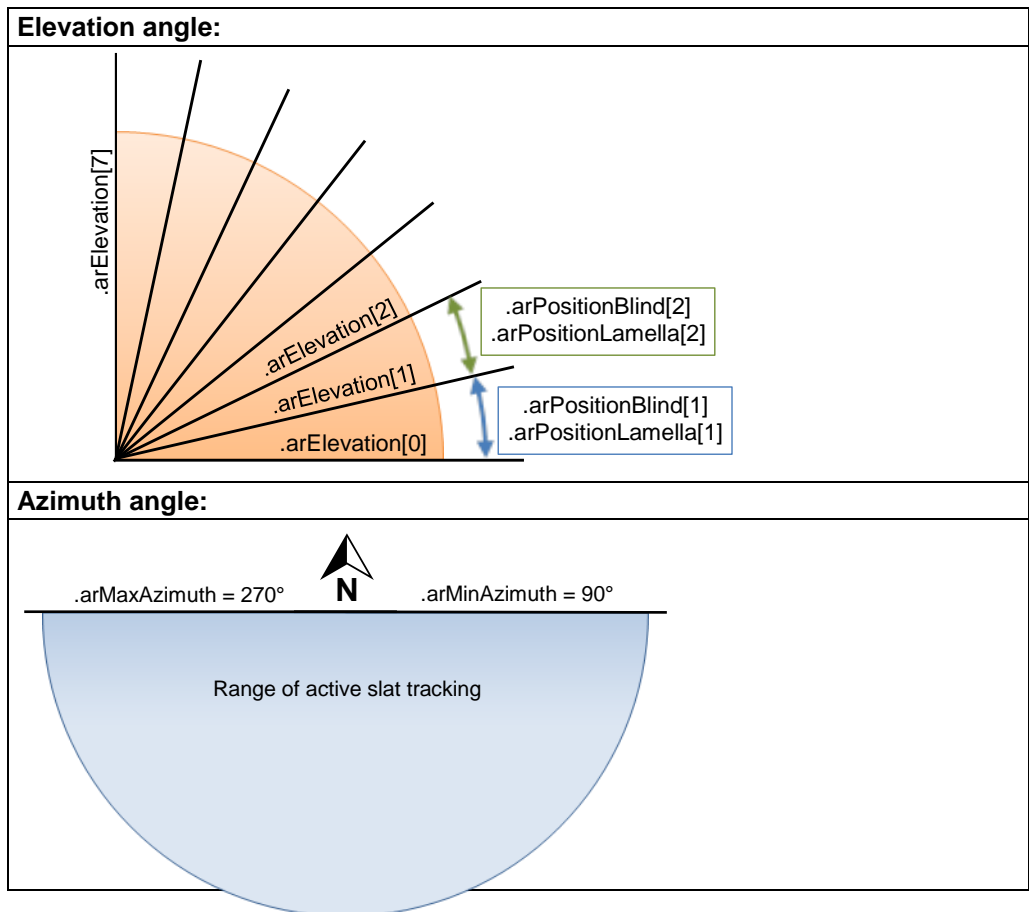 Elevation angle:
.arElevation[7]
.arElevation[2]
.arPositionBlind[2]
.arPositionLamella[2]
.arElevation[1]
.arPositionBlind[1]
.arPositionLamella[1]
.arElevation[0]
Azimuth angle:
.arMaxAzimuth = 270°
N
.arMinAzimuth = 90°
Range of active slat tracking